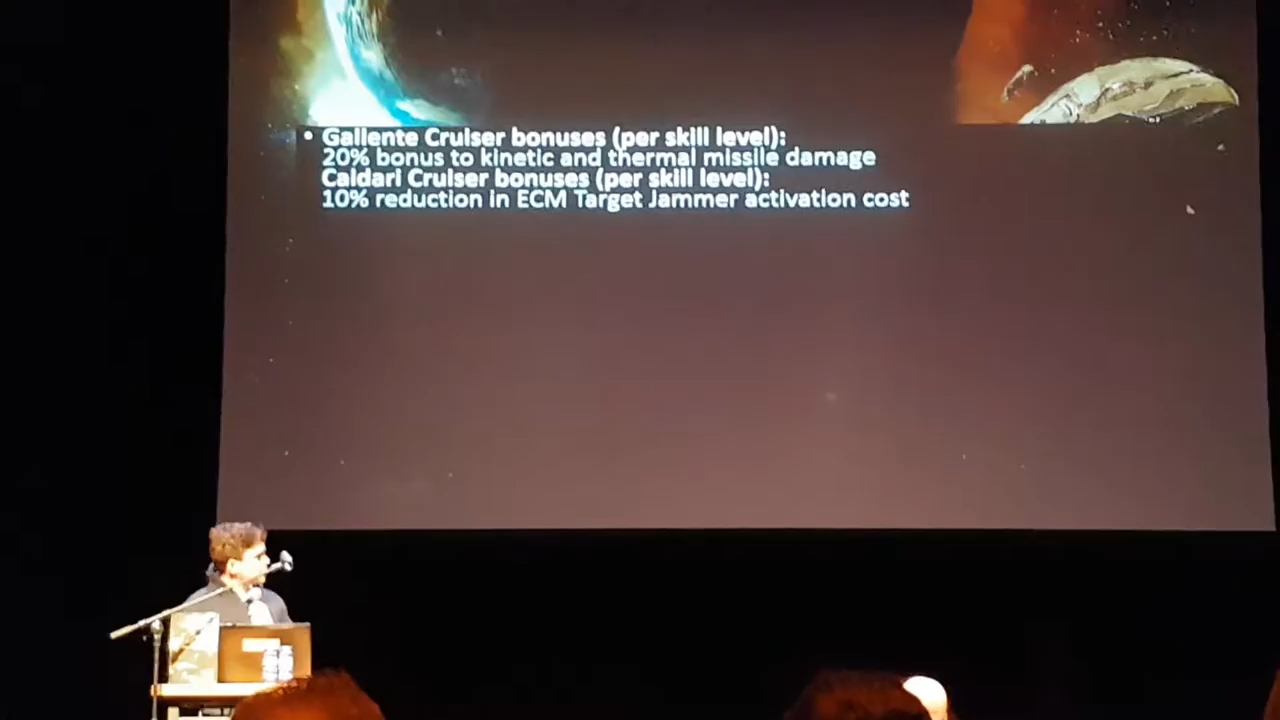 • Gallente Cruiser bonuses (per skill level):
20% bonus to kinetic and thermal missile damage
Caldari Cruiser bonuses (per skill level):
10% reduction in ECM Target Jammer activation cost